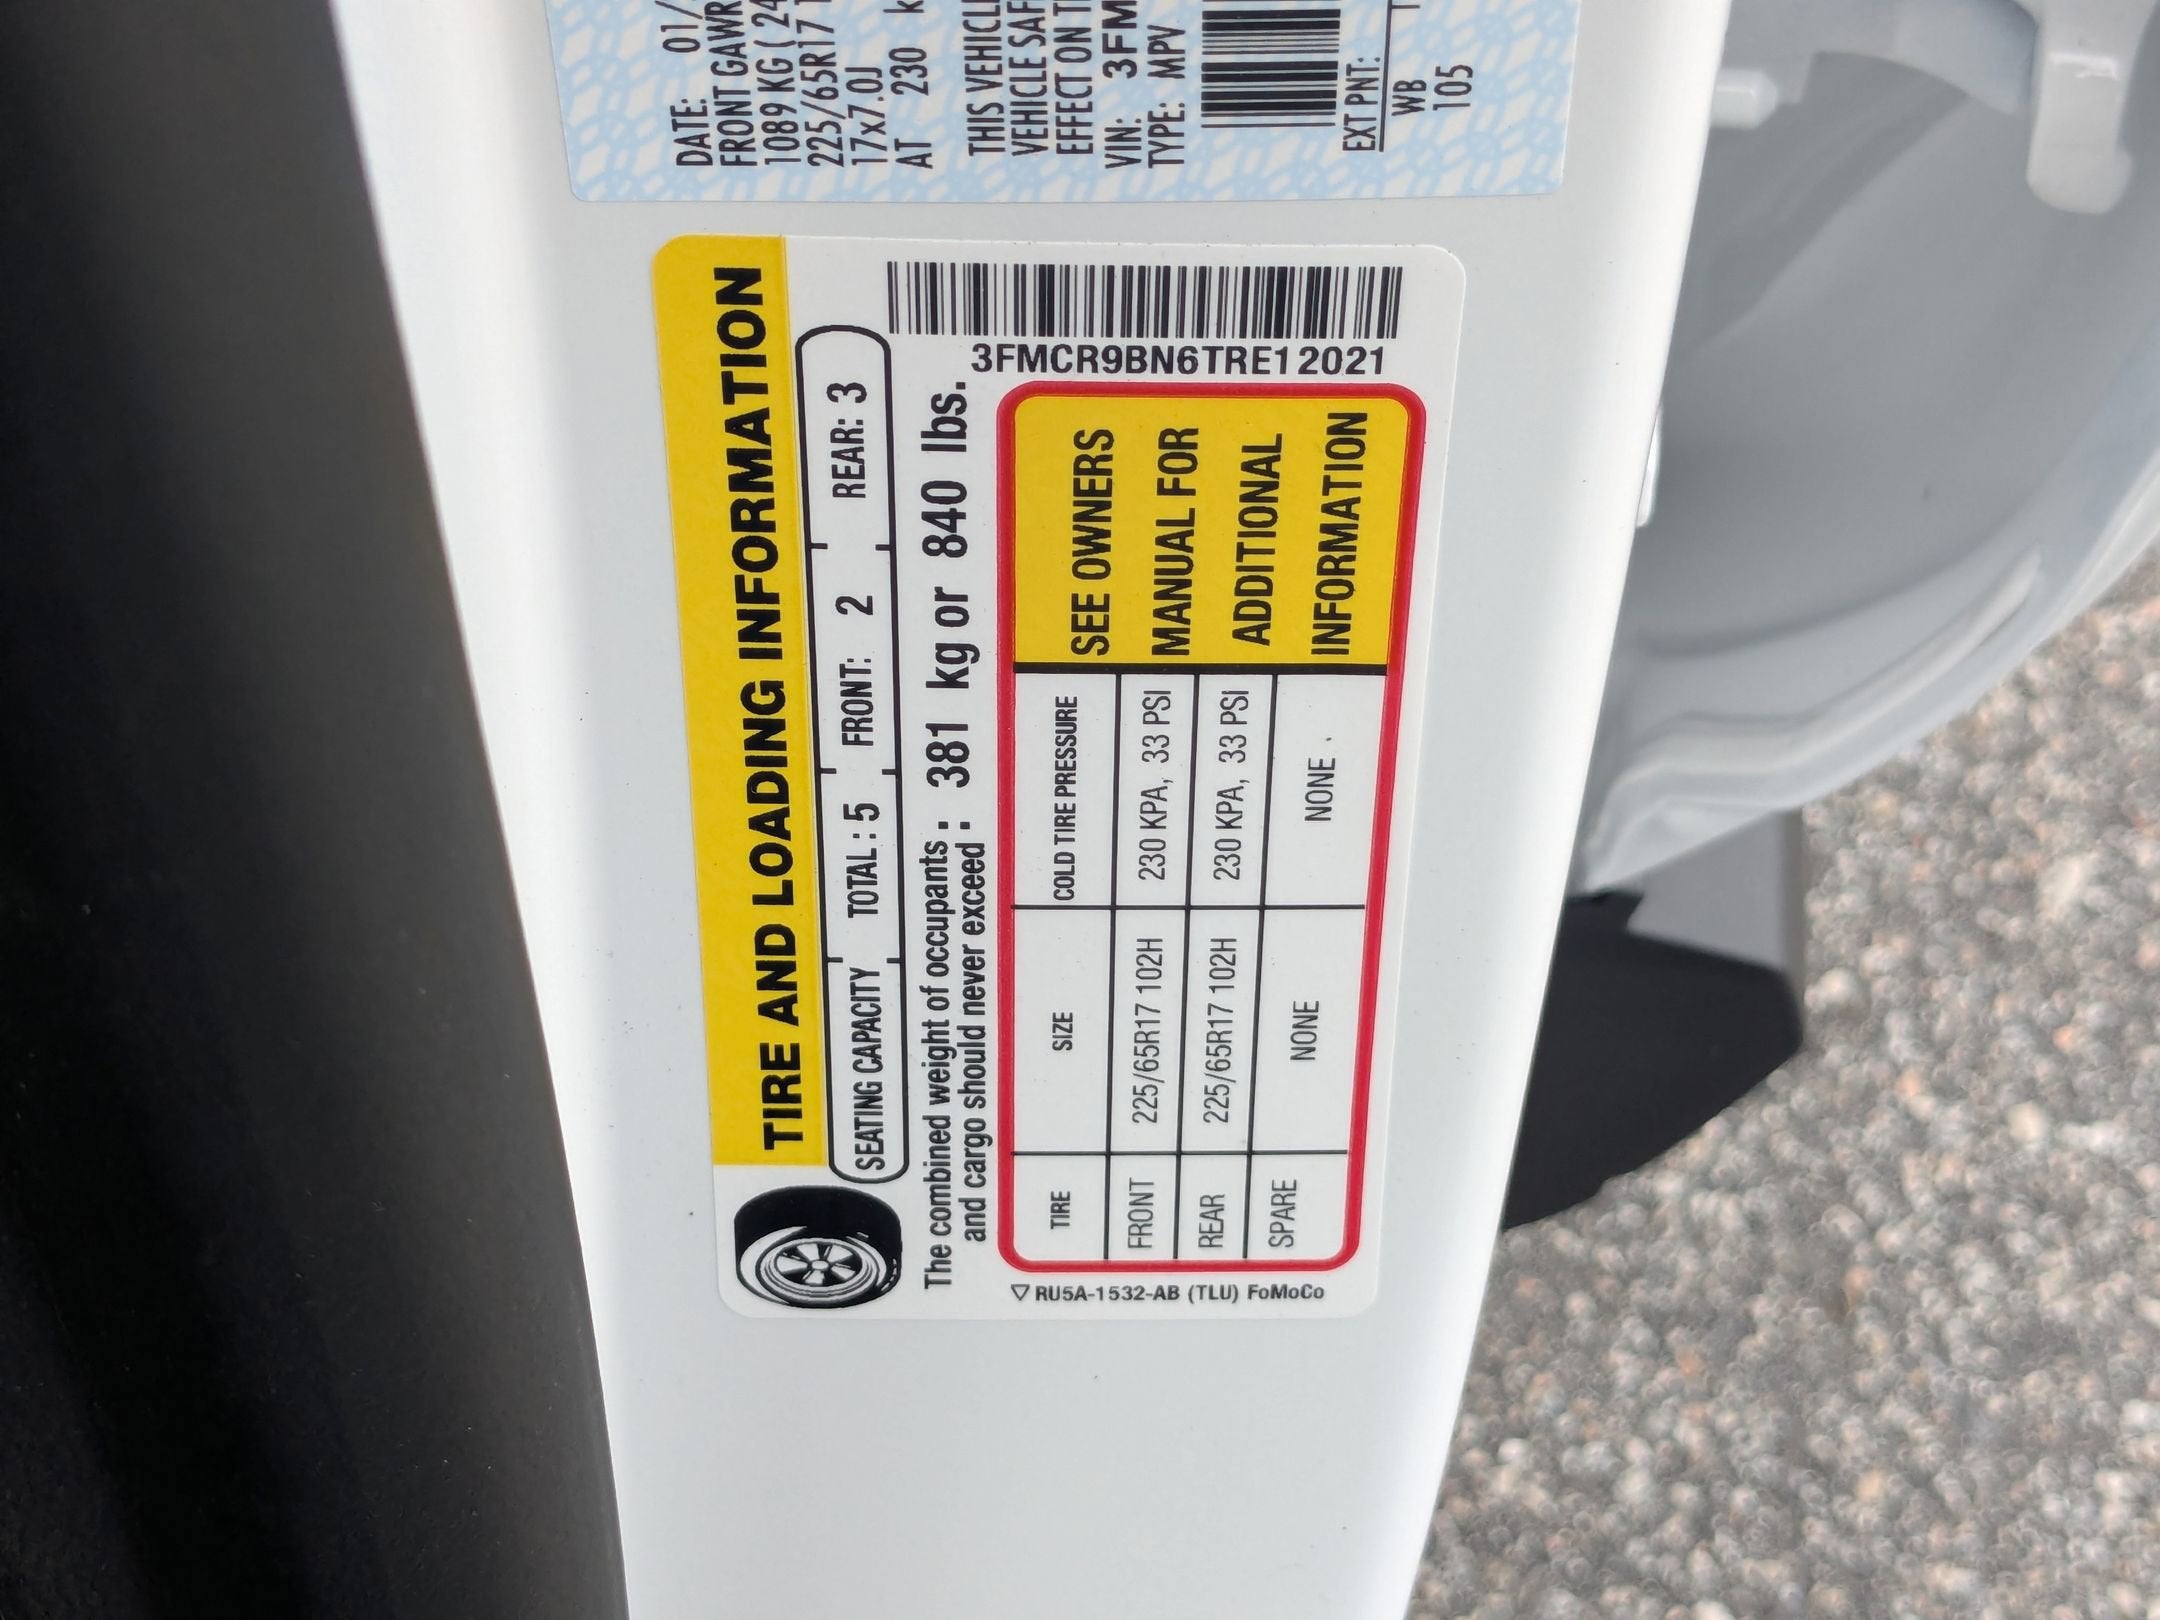 DATE: 01/
FRONT GAWR
1089 KG ( 24
225/65R17 1
17x7.0J
AT 230 k
THIS VEHICL
VEHICLE SAF
EFFECT ON T
VIN: 3FM
TYPE: MPV
EXT PNT:
WB
105
TIRE AND LOADING INFORMATION
SEATING CAPACITY TOTAL : 5 FRONT: 2 REAR: 3
The combined weight of occupants : 381 kg or 840 lbs.
and cargo should never exceed :
3FMCR9BN6TRE12021
TIRE SIZE COLD TIRE PRESSURE
FRONT 225/65R17 102H 230 KPA, 33 PSI
REAR 225/65R17 102H 230 KPA, 33 PSI
SPARE NONE NONE
SEE OWNERS
MANUAL FOR
ADDITIONAL
INFORMATION
RU5A-1532-AB (TLU) FoMoCo